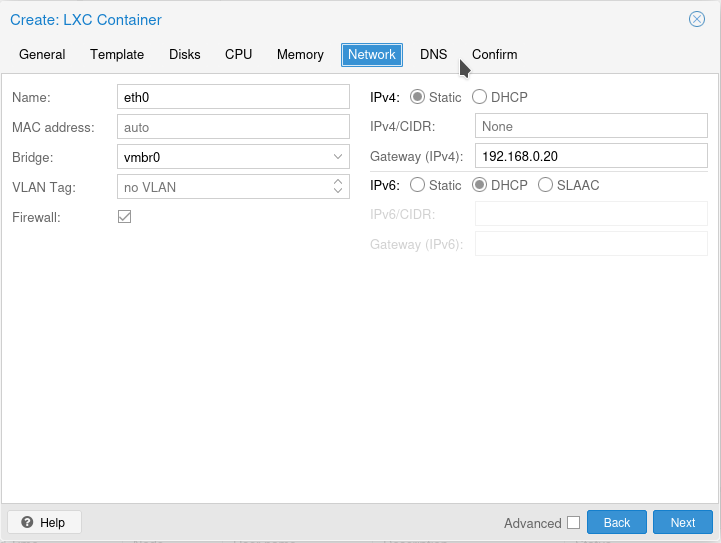 Create: LXC Container
General Template Disks CPU Memory Network DNS Confirm
Name: eth0
MAC address: auto
Bridge: vmbr0
VLAN Tag: no VLAN
Firewall:
IPv4: Static DHCP
IPv4/CIDR: None
Gateway (IPv4): 192.168.0.20
IPv6: Static DHCP SLAAC
IPv6/CIDR:
Gateway (IPv6):
Help Advanced Back Next